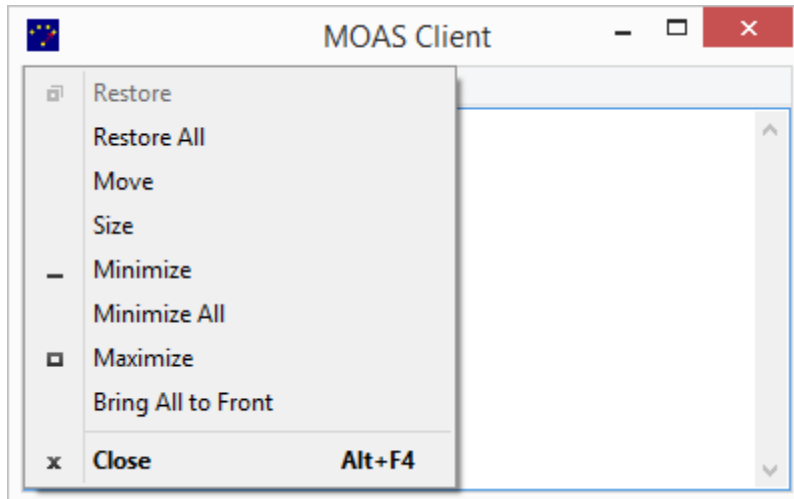 MOAS Client
Restore
Restore All
Move
Size
Minimize
Minimize All
Maximize
Bring All to Front
Close Alt+F4